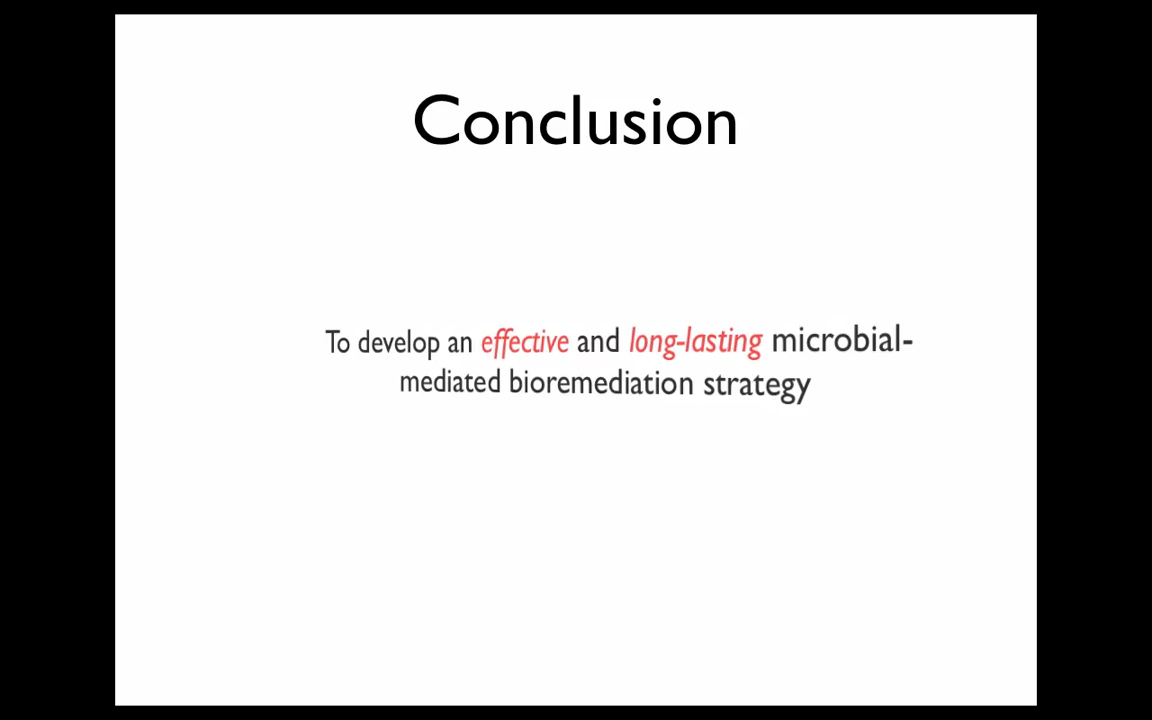 Conclusion
To develop an effective and long-lasting microbial-
mediated bioremediation strategy